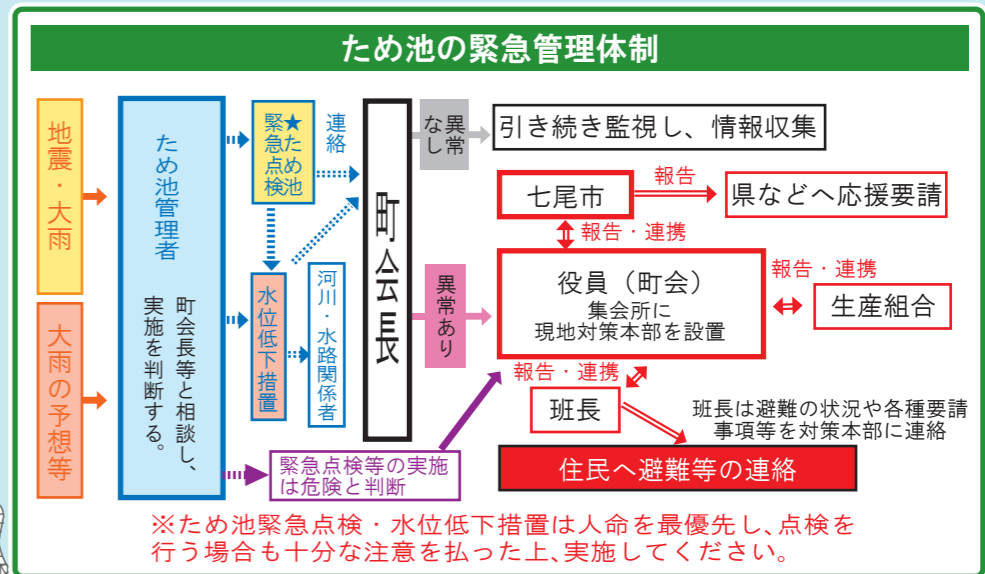 ため池の緊急管理体制
地震・大雨
大雨の予想等
ため池管理者
町会長等と相談し、
実施を判断する。
★ため池
緊急点検
連絡
水位低下措置
河川・水路関係者
緊急点検等の実施
は危険と判断
町会長
異常
なし
引き続き監視し、情報収集
異常あり
七尾市
報告
県などへ応援要請
報告・連携
役員（町会）
集会所に
現地対策本部を設置
報告・連携
生産組合
報告・連携
班長
班長は避難の状況や各種要請
事項等を対策本部に連絡
住民へ避難等の連絡
※ため池緊急点検・水位低下措置は人命を最優先し、点検を
行う場合も十分な注意を払った上、実施してください。